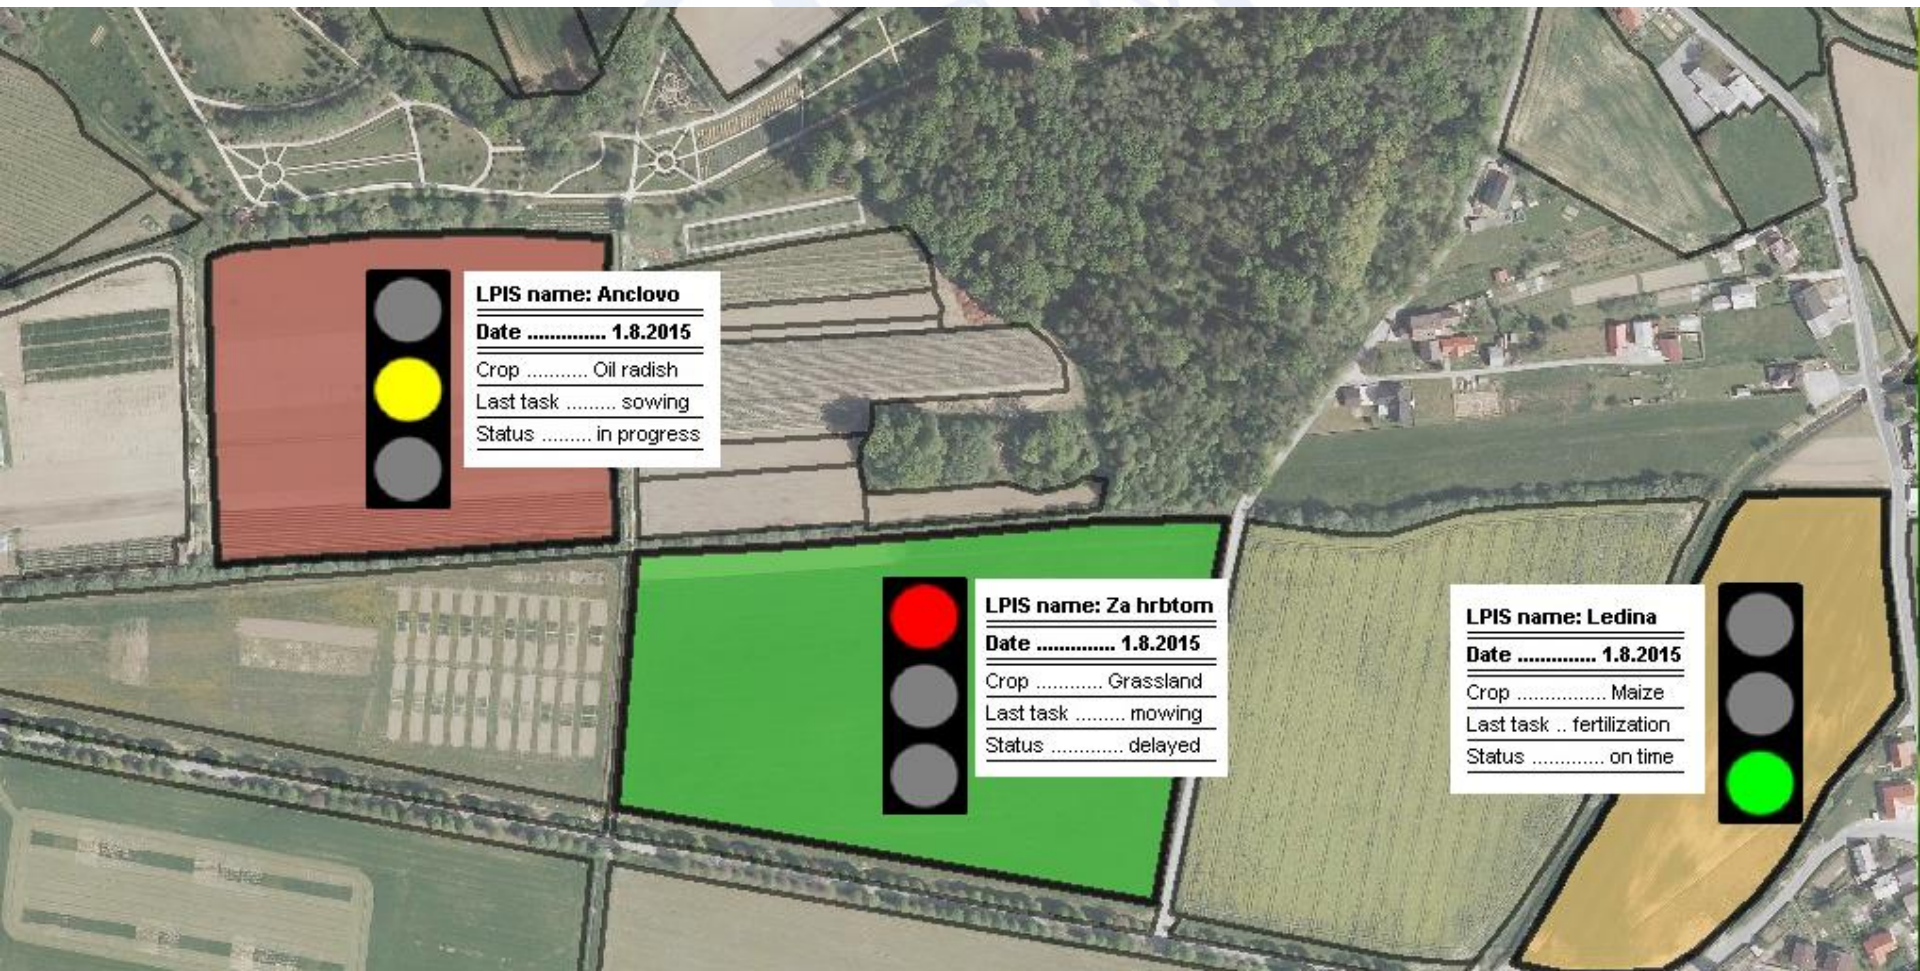 LPIS name: Anclovo
Date .............. 1.8.2015
Crop ........... Oil radish
Last task ......... sowing
Status ......... in progress
LPIS name: Za hrbtom
Date .............. 1.8.2015
Crop ............ Grassland
Last task ......... mowing
Status ............. delayed
LPIS name: Ledina
Date .............. 1.8.2015
Crop ................ Maize
Last task .. fertilization
Status ............. on time